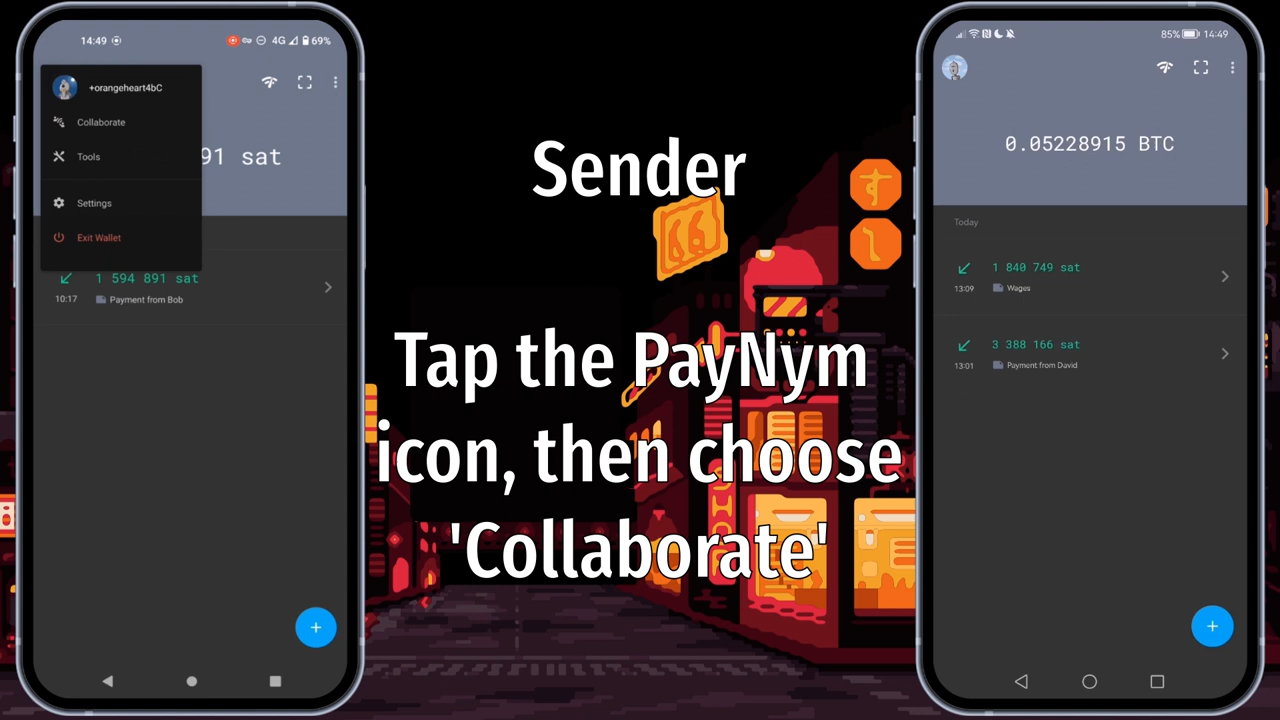 14:49
4G 69%
+orangeheart4bC
Collaborate
Tools
Settings
Exit Wallet
91 sat
1 594 891 sat
10:17
Payment from Bob
Sender
Tap the PayNym
icon, then choose
'Collaborate'
す
し
85% 14:49
0.05228915 BTC
Today
1 840 749 sat
13:09
Wages
3 388 166 sat
13:01
Payment from David